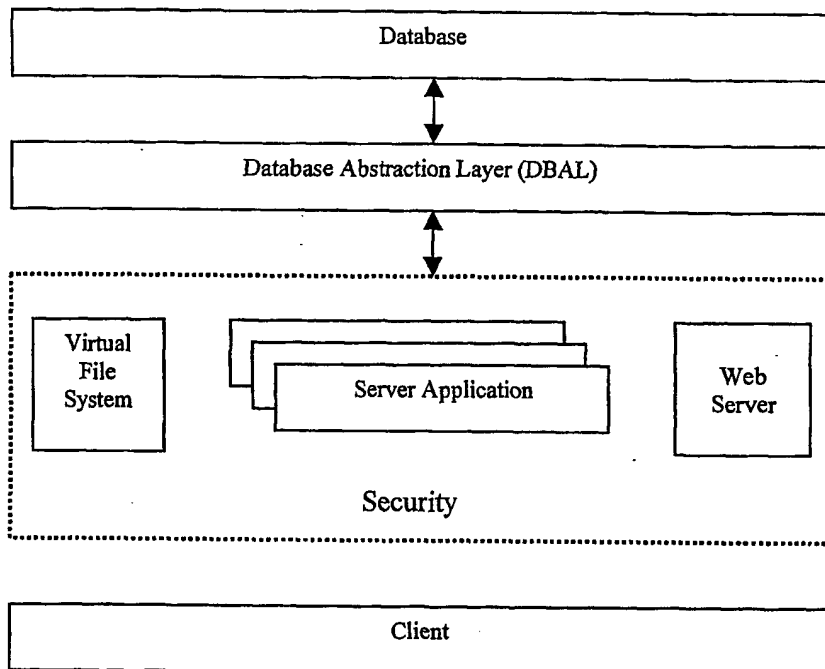 Database
Database Abstraction Layer (DBAL)
Virtual
File
System
Server Application
Web
Server
Security
Client